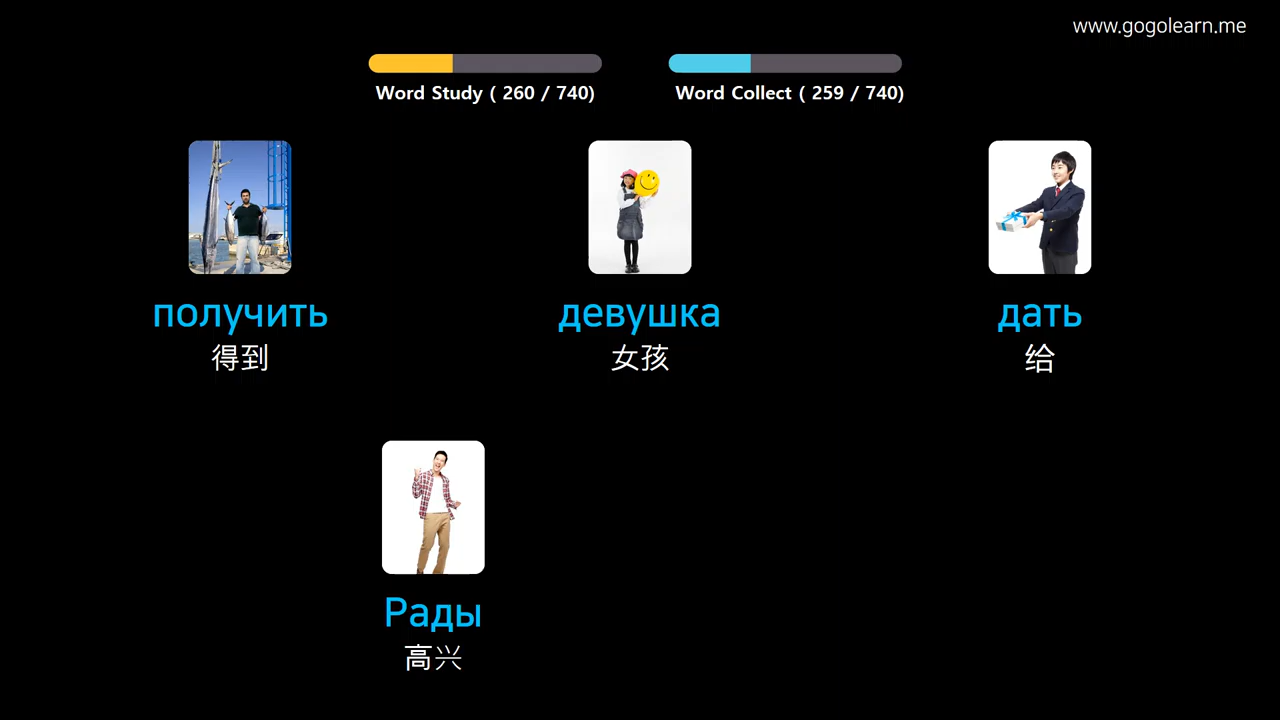 www.gogolearn.me
Word Study ( 260 / 740)
Word Collect ( 259 / 740)
получить
得到
девушка
女孩
дать
给
Рады
高兴